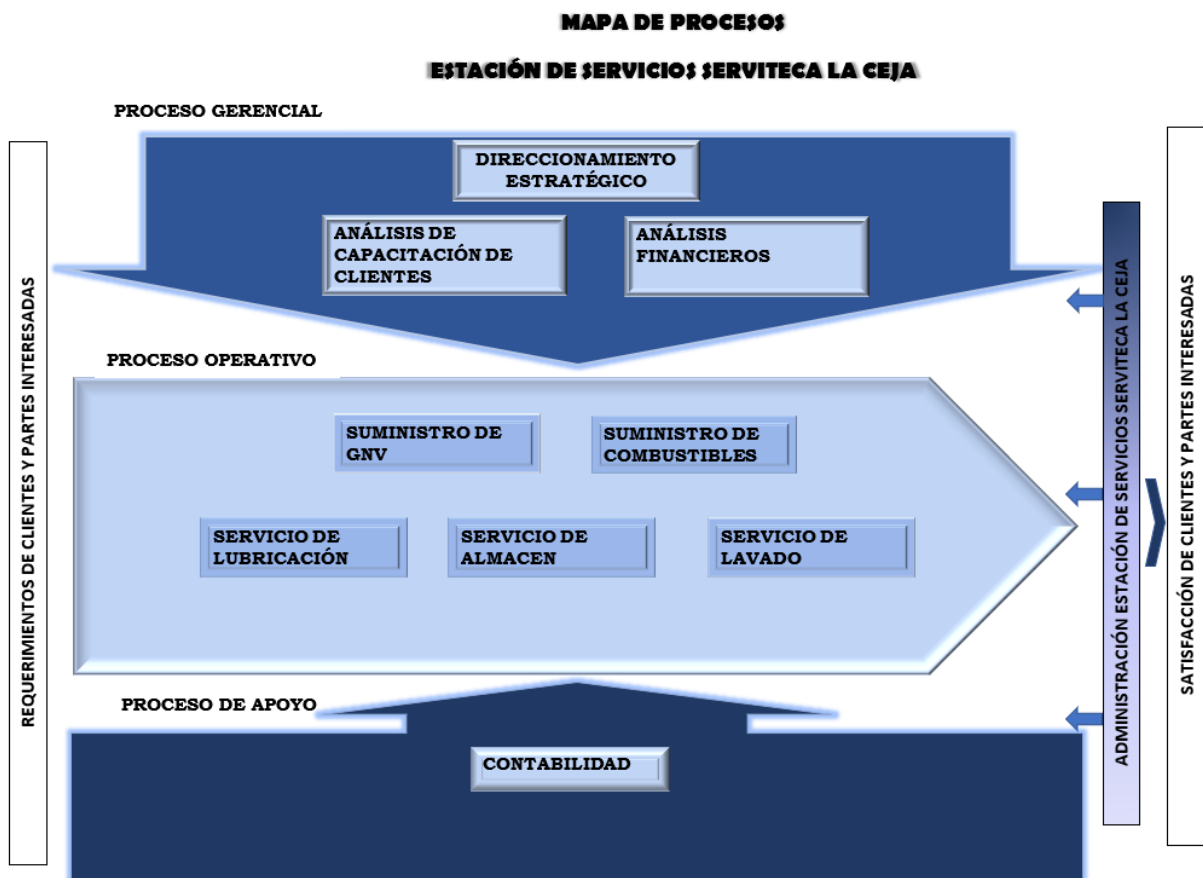 MAPA DE PROCESOS
ESTACIÓN DE SERVICIOS SERVITECA LA CEJA
PROCESO GERENCIAL
DIRECCIONAMIENTO
ESTRATÉGICO
ANÁLISIS DE
CAPACITACIÓN DE
CLIENTES
ANÁLISIS
FINANCIEROS
PROCESO OPERATIVO
SUMINISTRO DE
GNV
SUMINISTRO DE
COMBUSTIBLES
SERVICIO DE
LUBRICACIÓN
SERVICIO DE
ALMACEN
SERVICIO DE
LAVADO
PROCESO DE APOYO
CONTABILIDAD
REQUERIMIENTOS DE CLIENTES Y PARTES INTERESADAS
ADMINISTRACIÓN ESTACIÓN DE SERVICIOS SERVITECA LA CEJA
SATISFACCIÓN DE CLIENTES Y PARTES INTERESADAS